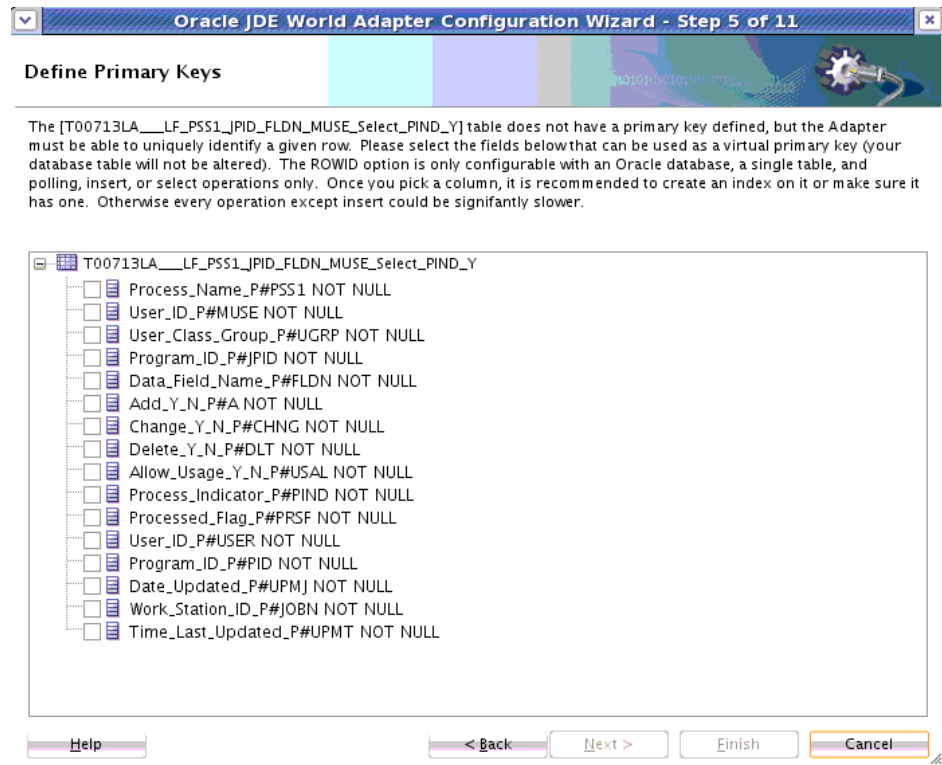 Oracle JDE World Adapter Configuration Wizard - Step 5 of 11
Define Primary Keys
The [T00713LA___LF_PSS1_JPID_FLDN_MUSE_Select_PIND_Y] table does not have a primary key defined, but the Adapter
must be able to uniquely identify a given row. Please select the fields below that can be used as a virtual primary key (your
database table will not be altered). The ROWID option is only configurable with an Oracle database, a single table, and
polling, insert, or select operations only. Once you pick a column, it is recommended to create an index on it or make sure it
has one. Otherwise every operation except insert could be signifantly slower.
T00713LA___LF_PSS1_JPID_FLDN_MUSE_Select_PIND_Y
Process_Name_P#PSS1 NOT NULL
User_ID_P#MUSE NOT NULL
User_Class_Group_P#UGRP NOT NULL
Program_ID_P#JPID NOT NULL
Data_Field_Name_P#FLDN NOT NULL
Add_Y_N_P#A NOT NULL
Change_Y_N_P#CHNG NOT NULL
Delete_Y_N_P#DLT NOT NULL
Allow_Usage_Y_N_P#USAL NOT NULL
Process_Indicator_P#PIND NOT NULL
Processed_Flag_P#PRSF NOT NULL
User_ID_P#USER NOT NULL
Program_ID_P#PID NOT NULL
Date_Updated_P#UPMJ NOT NULL
Work_Station_ID_P#JOBN NOT NULL
Time_Last_Updated_P#UPMT NOT NULL
Help
< Back
Next >
Finish
Cancel